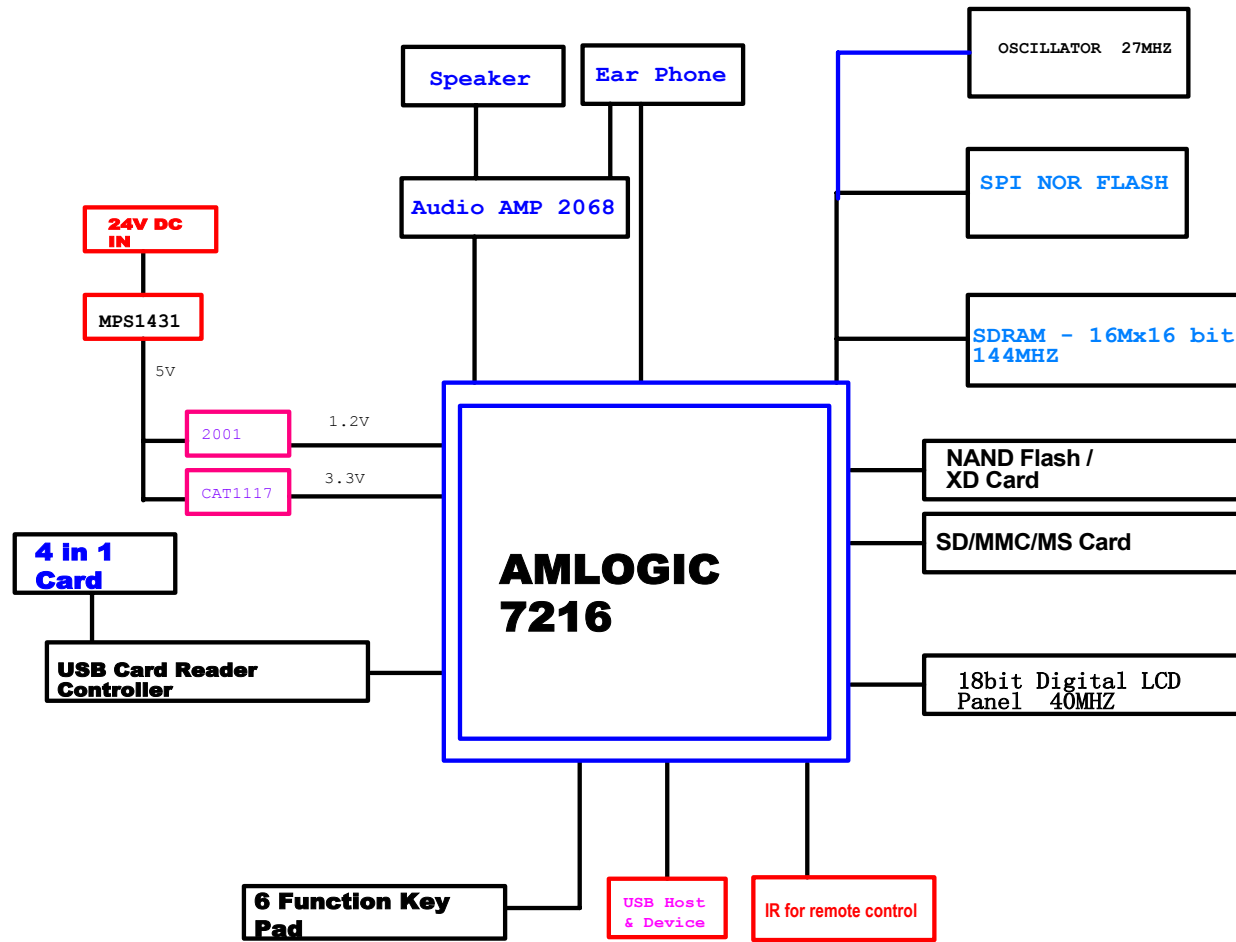 OSCILLATOR 27MHZ
Speaker
Ear Phone
SPI NOR FLASH
Audio AMP 2068
24V DC
IN
MPS1431
SDRAM - 16Mx16 bit
144MHZ
5V
2001
1.2V
CAT1117
3.3V
NAND Flash /
XD Card
SD/MMC/MS Card
4 in 1
Card
AMLOGIC
7216
USB Card Reader
Controller
18bit Digital LCD
Panel 40MHZ
6 Function Key
Pad
USB Host
& Device
IR for remote control